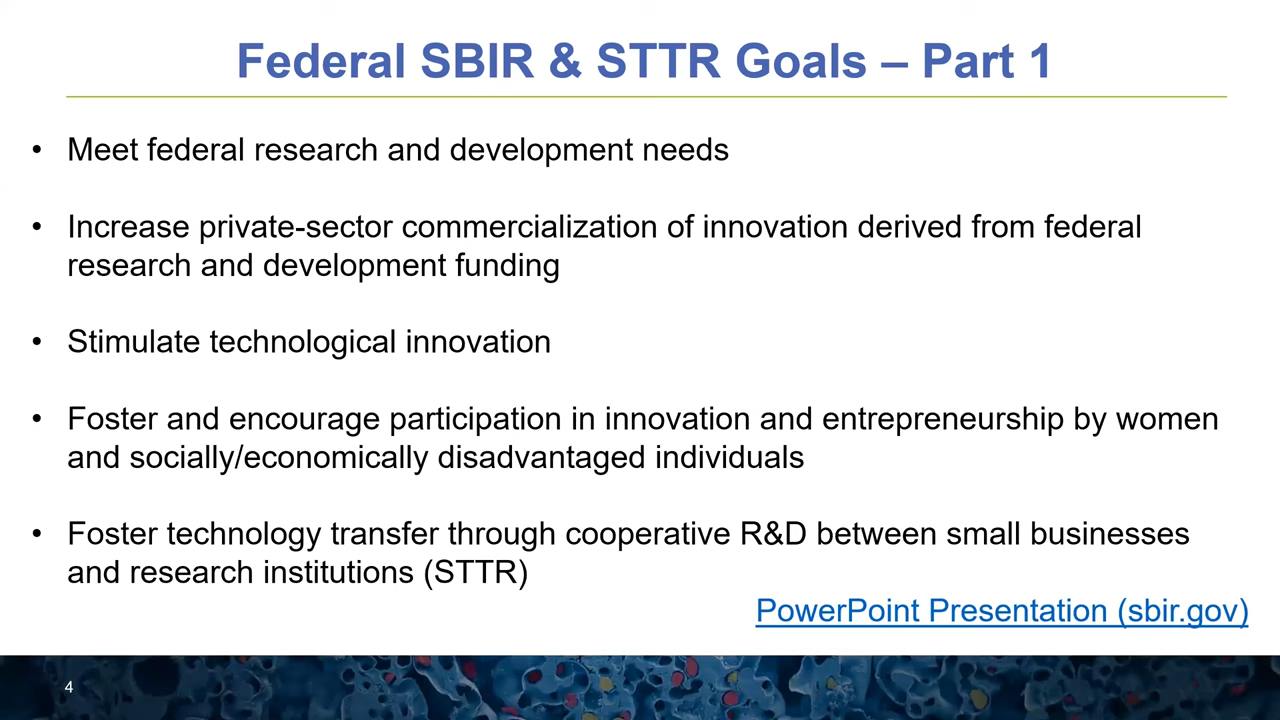 Federal SBIR & STTR Goals – Part 1
• Meet federal research and development needs
• Increase private-sector commercialization of innovation derived from federal
research and development funding
• Stimulate technological innovation
• Foster and encourage participation in innovation and entrepreneurship by women
and socially/economically disadvantaged individuals
• Foster technology transfer through cooperative R&D between small businesses
and research institutions (STTR)
PowerPoint Presentation (sbir.gov)
4